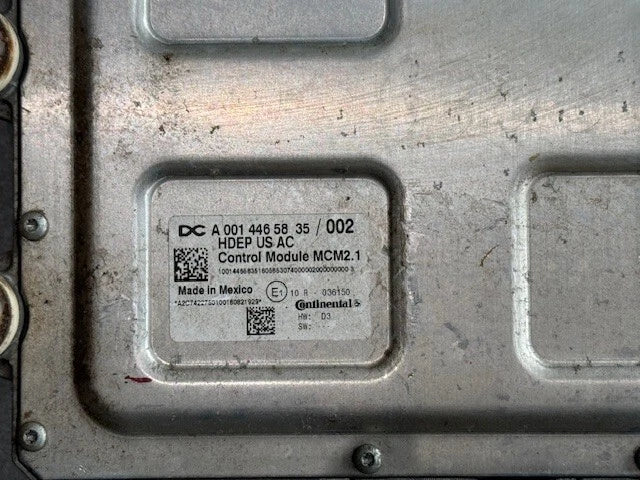 DC A 001 446 58 35 / 002
HDEP US AC
Control Module MCM2.1
Made in Mexico
E1 10 R - 036150
Continental
HW: D3
SW: